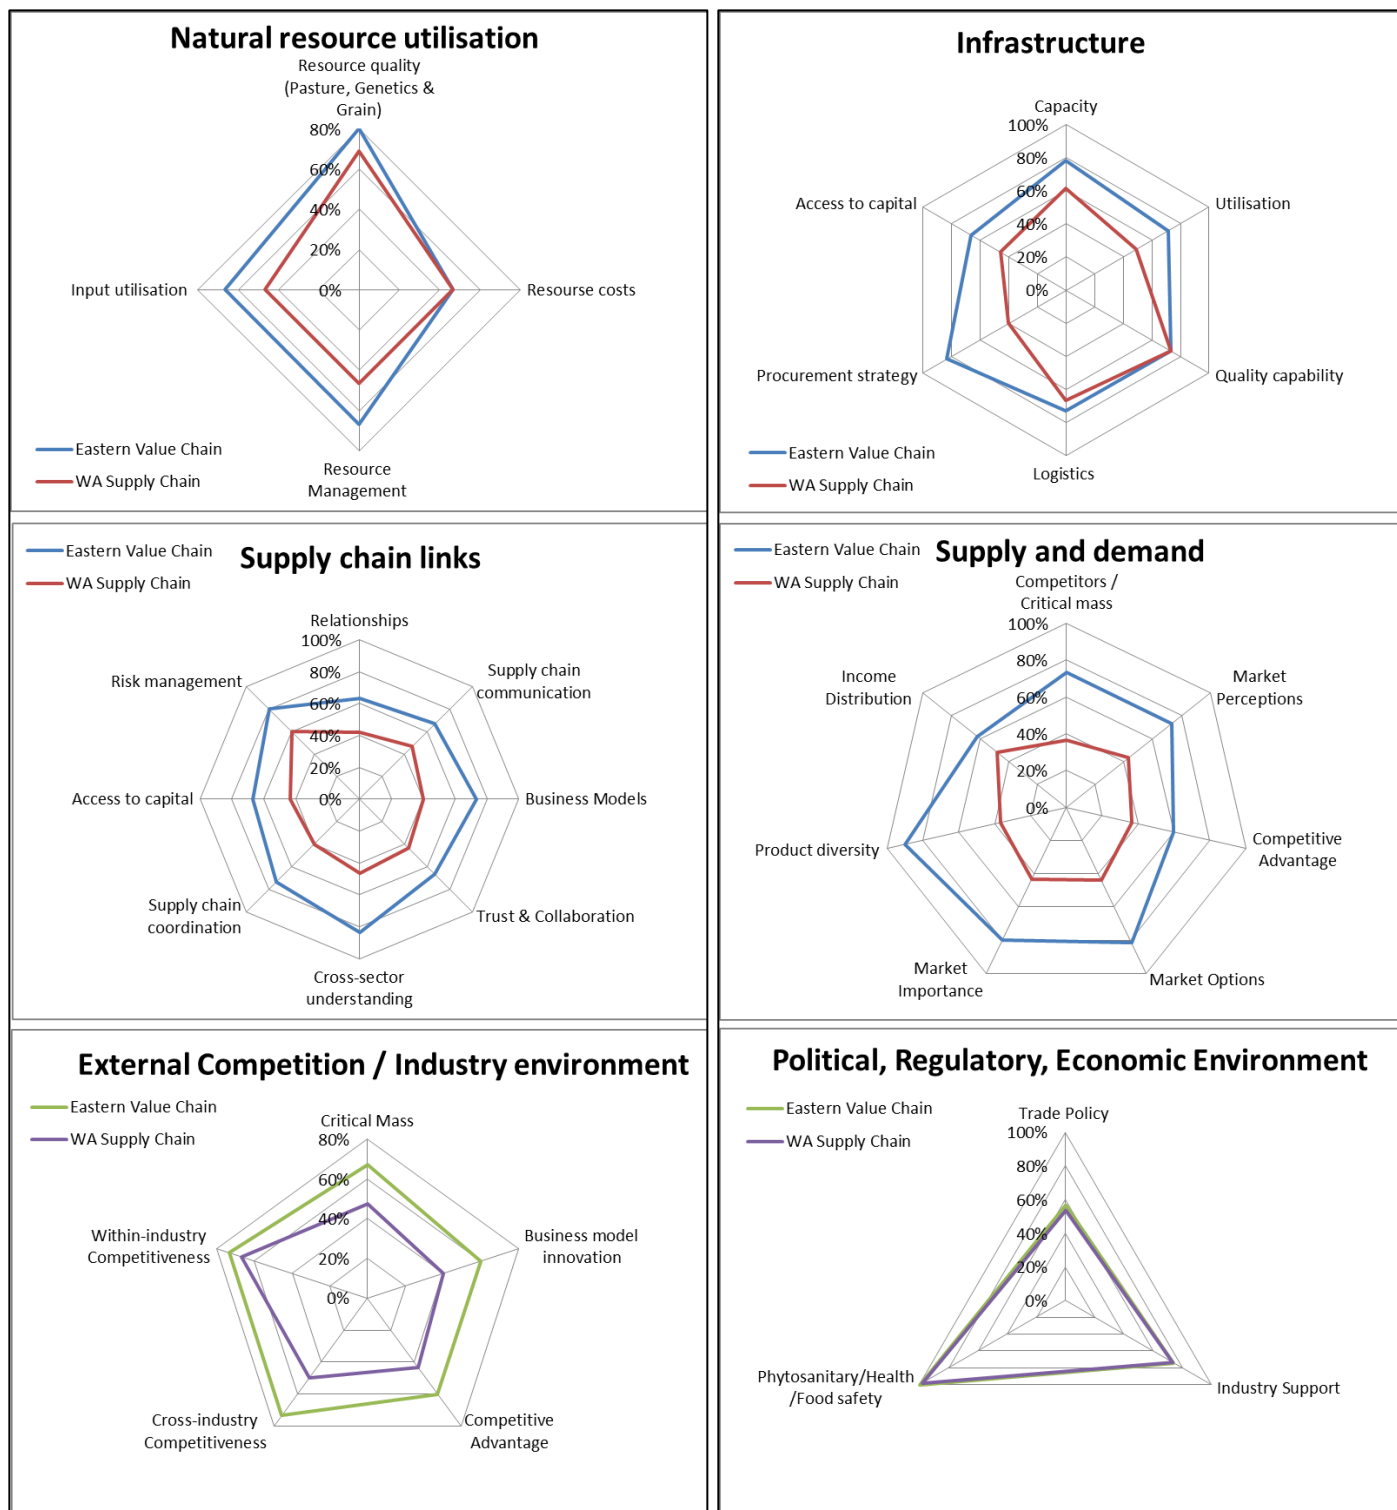 Natural resource utilisation
Resource quality
(Pasture, Genetics &
Grain)
80%
60%
40%
20%
0%
Input utilisation
Resourse costs
Resource
Management
Eastern Value Chain
WA Supply Chain
Infrastructure
Capacity
100%
80%
60%
40%
20%
0%
Access to capital
Utilisation
Procurement strategy
Quality capability
Logistics
Eastern Value Chain
WA Supply Chain
Eastern Value Chain
WA Supply Chain
Supply chain links
Relationships
100%
80%
60%
40%
20%
0%
Risk management
Supply chain
communication
Access to capital
Business Models
Supply chain
coordination
Trust & Collaboration
Cross-sector
understanding
Eastern Value Chain
WA Supply Chain
Supply and demand
Competitors /
Critical mass
100%
80%
60%
40%
20%
0%
Income
Distribution
Market
Perceptions
Product diversity
Competitive
Advantage
Market
Importance
Market Options
External Competition / Industry environment
Eastern Value Chain
WA Supply Chain
Critical Mass
80%
60%
40%
20%
0%
Within-industry
Competitiveness
Business model
innovation
Cross-industry
Competitiveness
Competitive
Advantage
Political, Regulatory, Economic Environment
Eastern Value Chain
WA Supply Chain
Trade Policy
100%
80%
60%
40%
20%
0%
Phytosanitary/Health
/Food safety
Industry Support